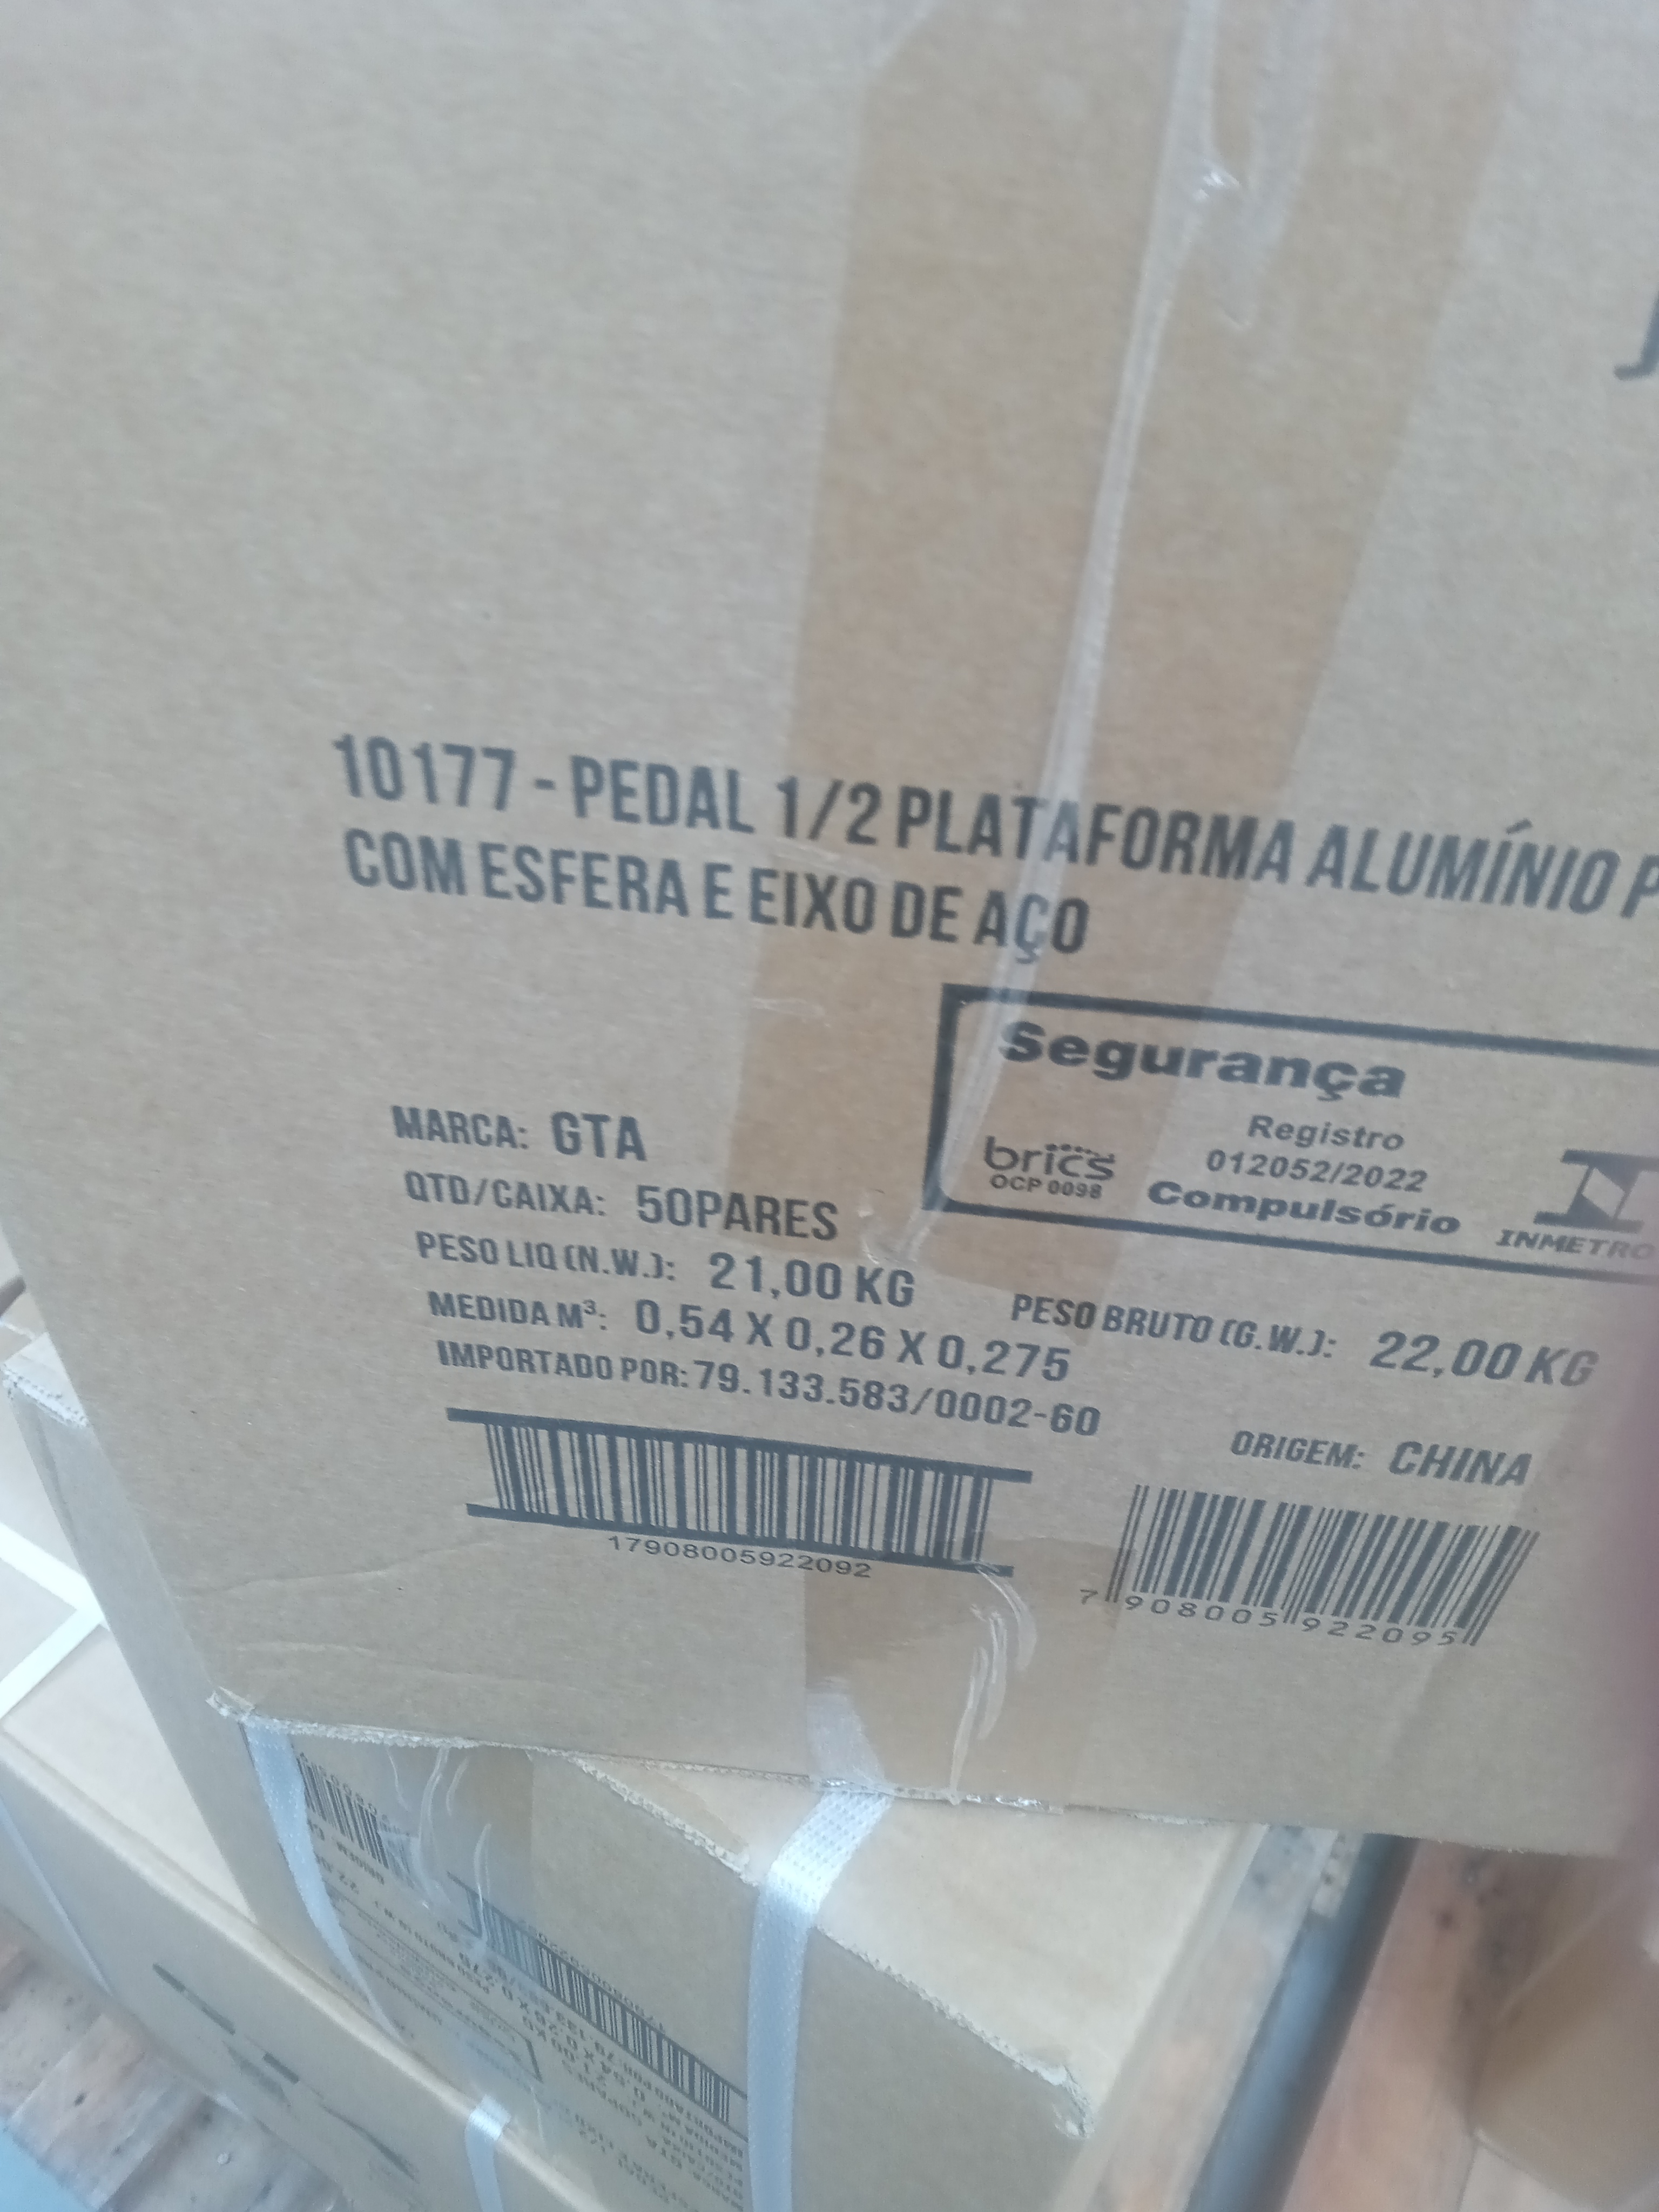 10177 - PEDAL 1/2 PLATAFORMA ALUMÍNIO P
COM ESFERA E EIXO DE AÇO
Segurança
Registro
012052/2022
Compulsório
brics
OCP 0098
INMETRO
MARCA: GTA
QTD/CAIXA: 50PARES
PESO LIQ (N.W.): 21,00 KG
PESO BRUTO (G.W.): 22,00 KG
MEDIDA M³: 0,54 X 0,26 X 0,275
IMPORTADO POR: 79.133.583/0002-60
ORIGEM: CHINA
17908005922092
7 908005 922095